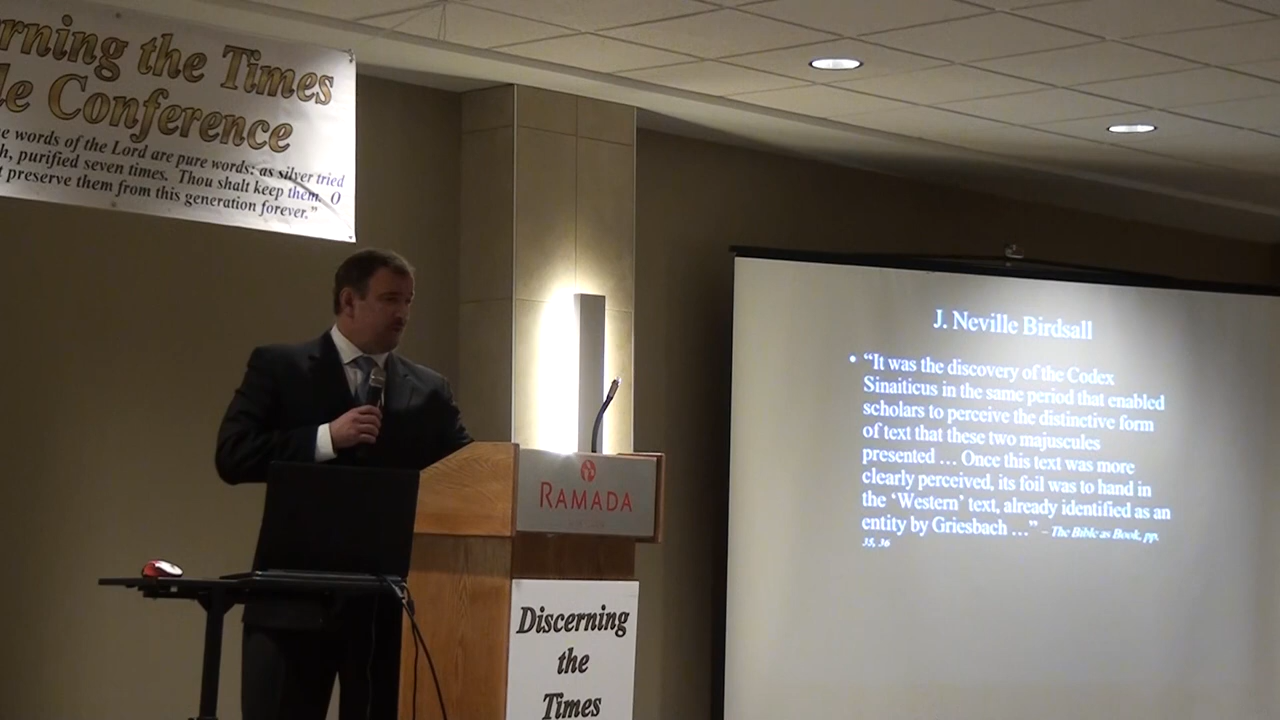 rning the Times
le Conference
e words of the Lord are pure words: as silver tried
h, purified seven times. Thou shalt keep them, O
t preserve them from this generation forever."
RAMADA
Discerning
the
Times
J. Neville Birdsall
• “It was the discovery of the Codex
Sinaiticus in the same period that enabled
scholars to perceive the distinctive form
of text that these two majuscules
presented … Once this text was more
clearly perceived, its foil was to hand in
the ‘Western’ text, already identified as an
entity by Griesbach …” – The Bible as Book, pp.
35, 36